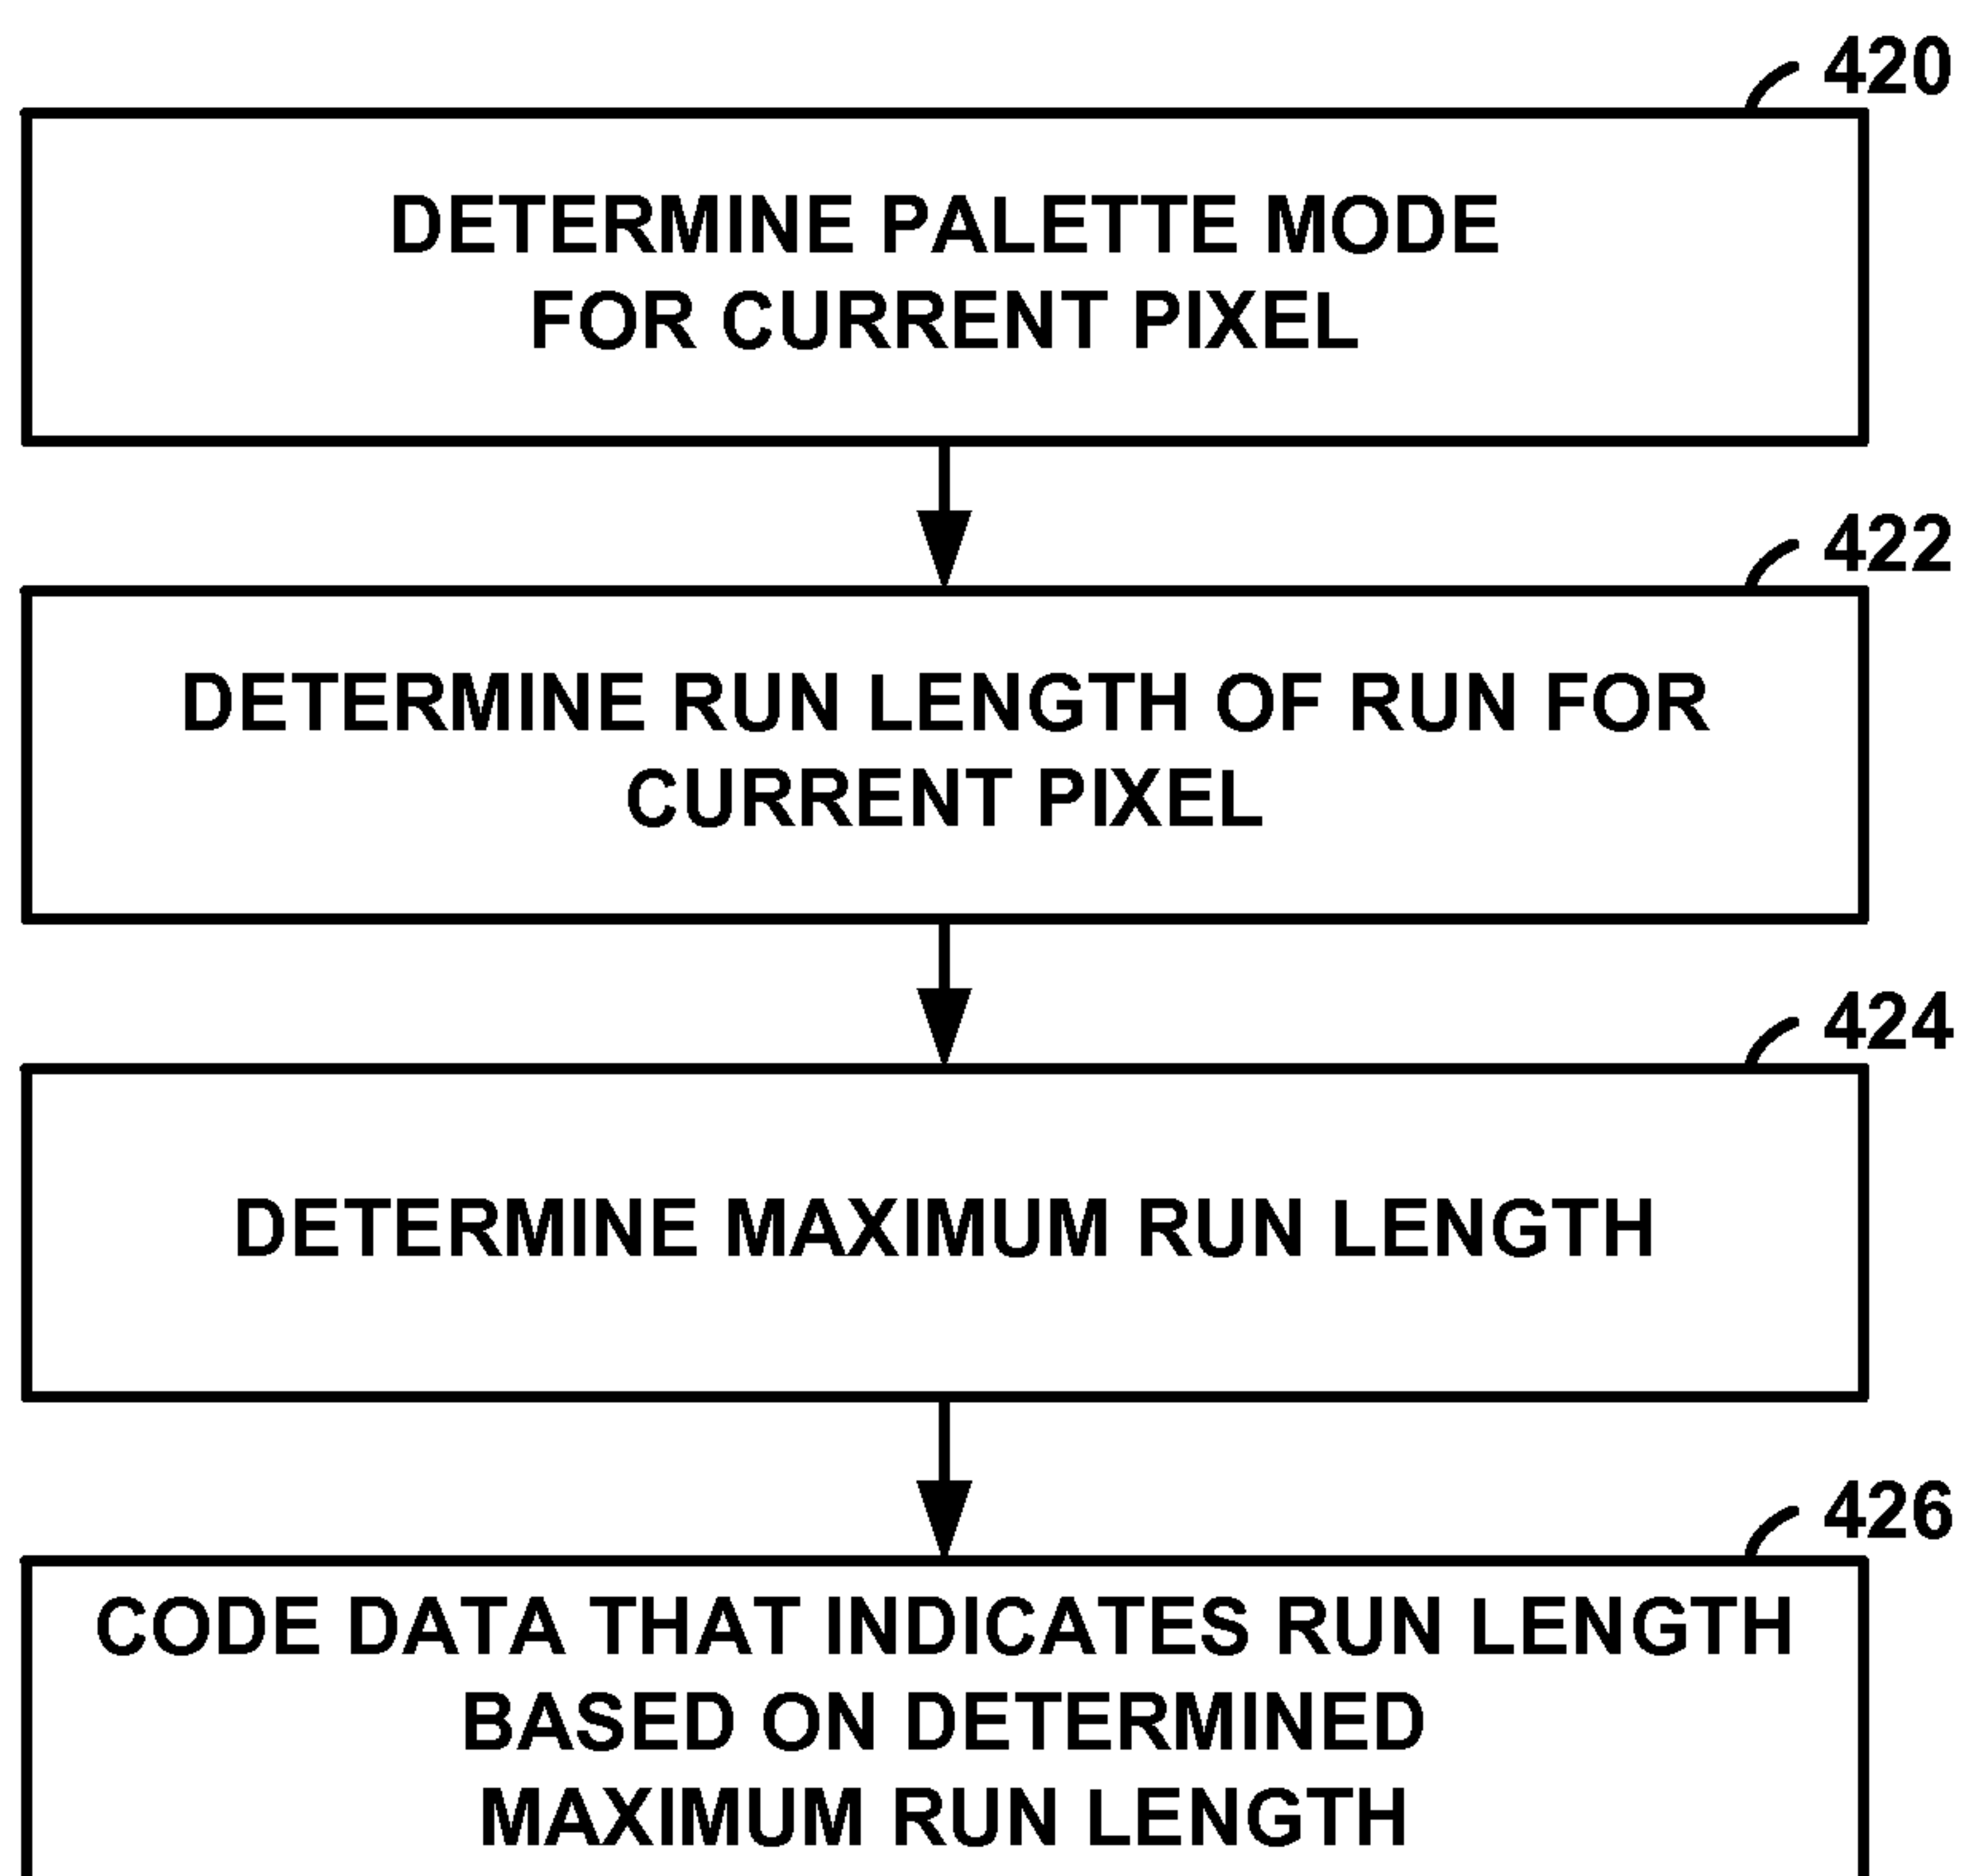 420
DETERMINE PALETTE MODE
FOR CURRENT PIXEL
422
DETERMINE RUN LENGTH OF RUN FOR
CURRENT PIXEL
424
DETERMINE MAXIMUM RUN LENGTH
426
CODE DATA THAT INDICATES RUN LENGTH
BASED ON DETERMINED
MAXIMUM RUN LENGTH